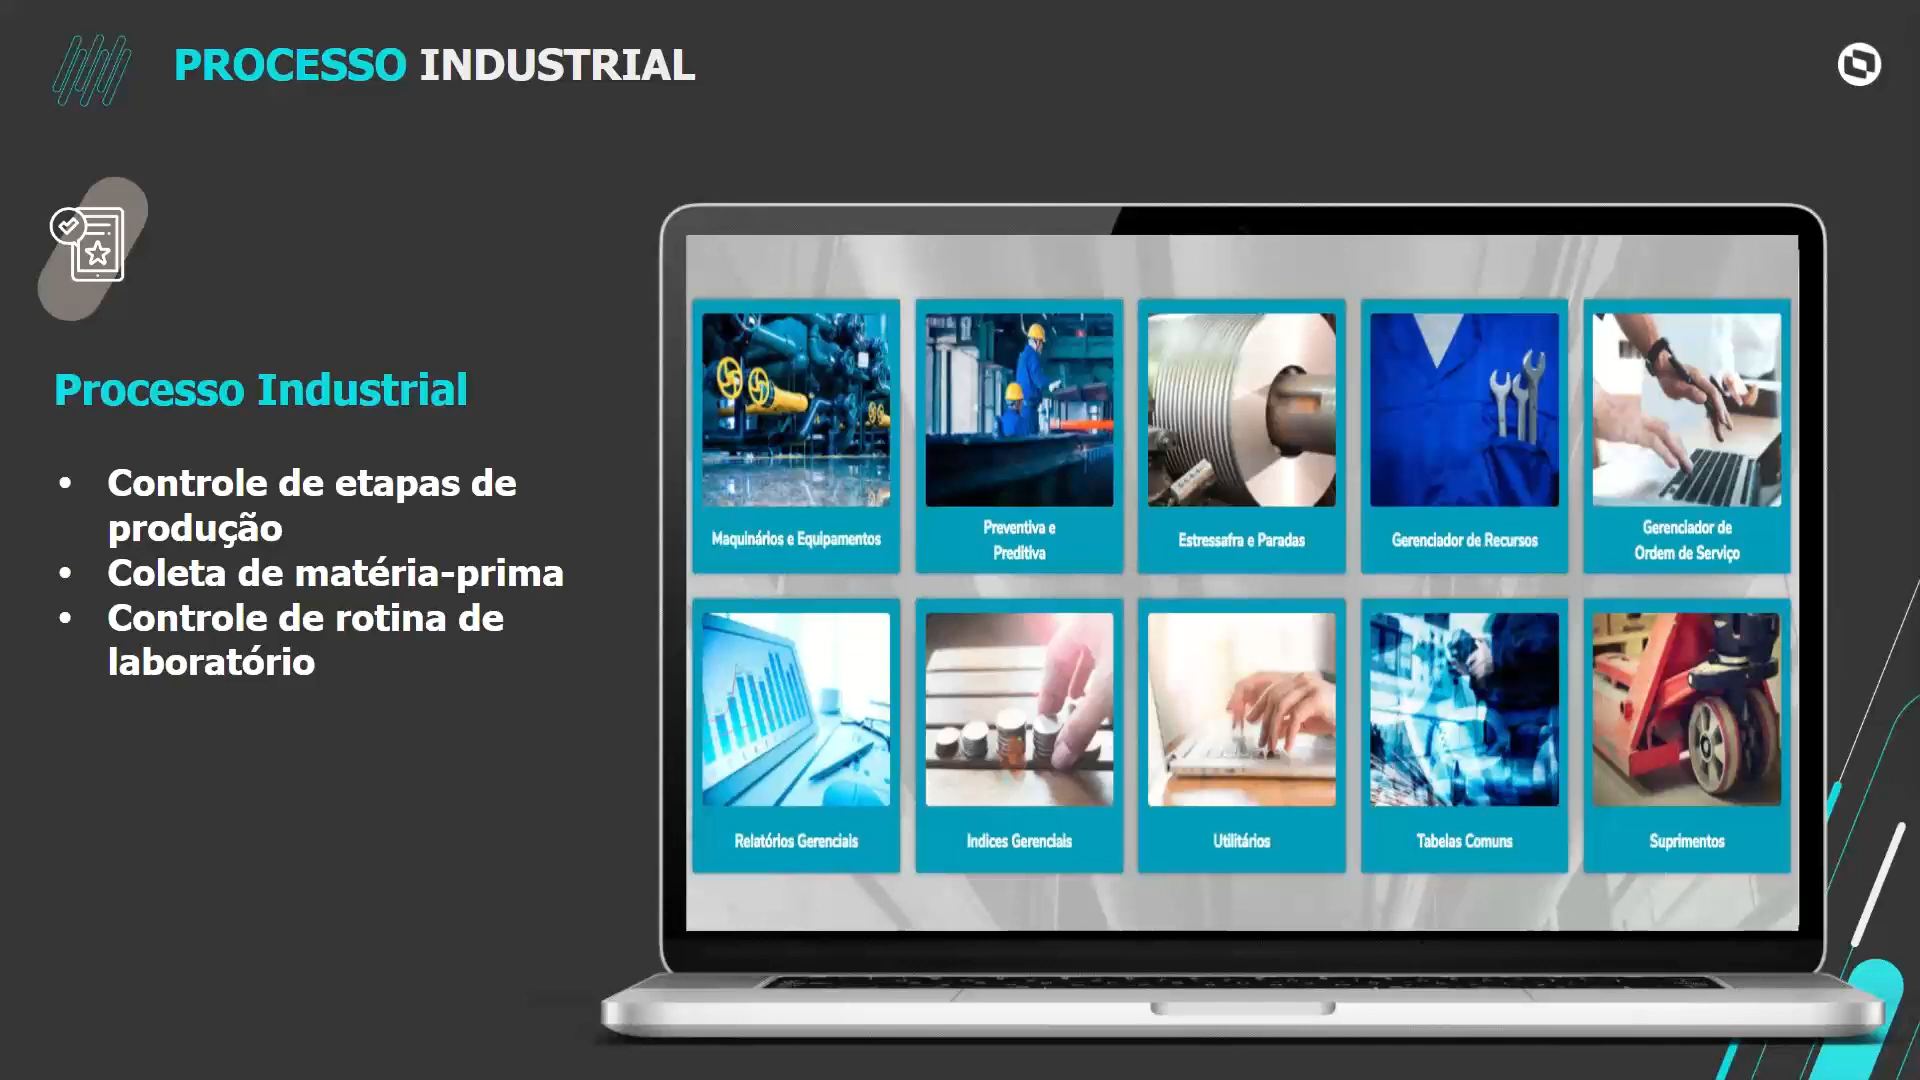 PROCESSO INDUSTRIAL
Processo Industrial
• Controle de etapas de
produção
• Coleta de matéria-prima
• Controle de rotina de
laboratório
Maquinários e Equipamentos
Preventiva e
Preditiva
Estressafra e Paradas
Gerenciador de Recursos
Gerenciador de
Ordem de Serviço
Relatórios Gerenciais
Indices Gerenciais
Utilitários
Tabelas Comuns
Suprimentos